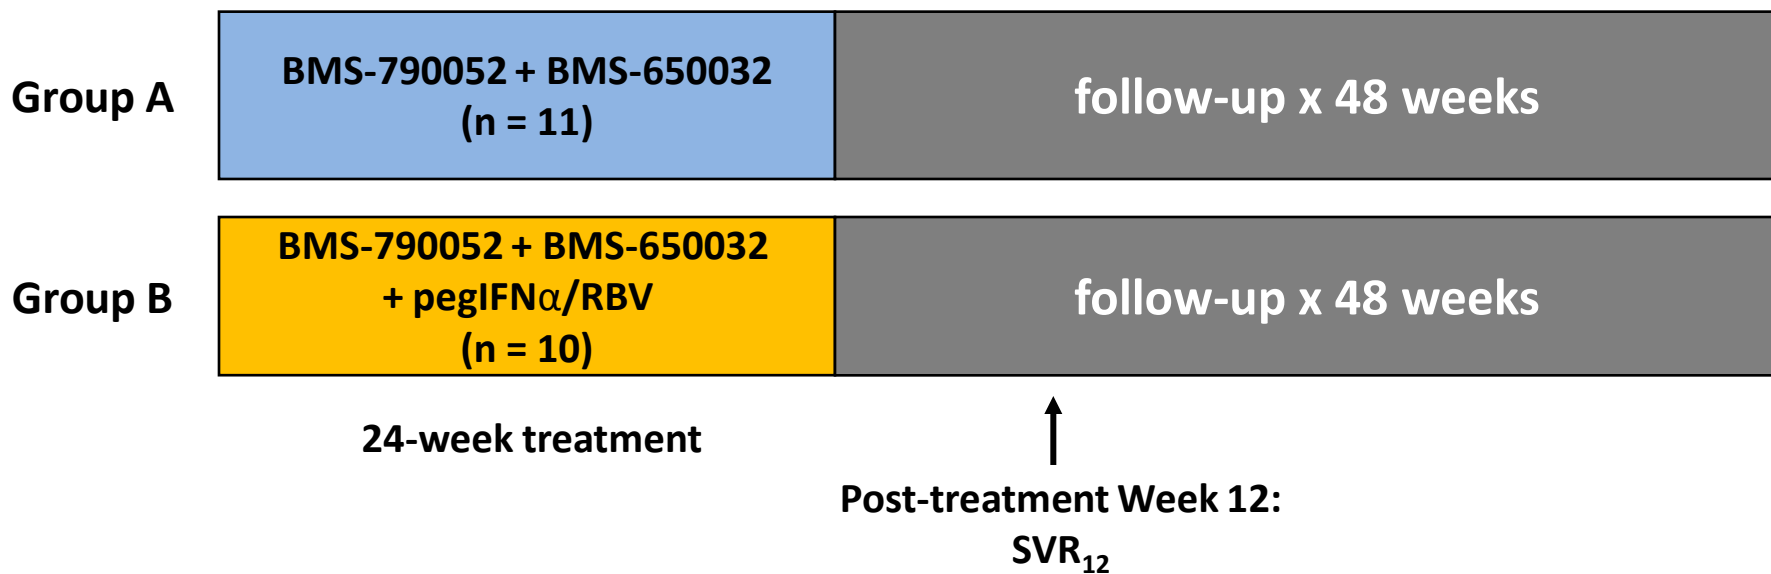 Group A
BMS-790052 + BMS-650032
(n = 11)
follow-up x 48 weeks
Group B
BMS-790052 + BMS-650032
+ pegIFNα/RBV
(n = 10)
follow-up x 48 weeks
24-week treatment
Post-treatment Week 12:
SVR₁₂